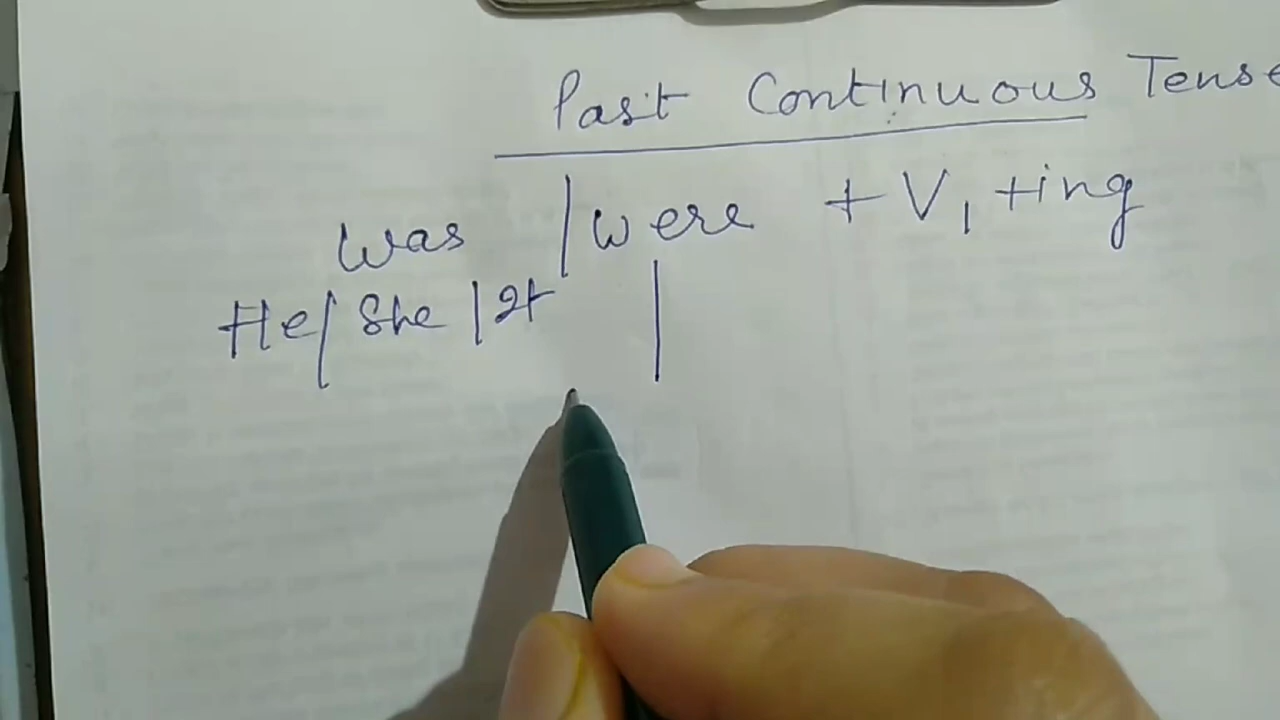 Past Continuous Tense
Was | were + V1 +ing
He/ She | It |